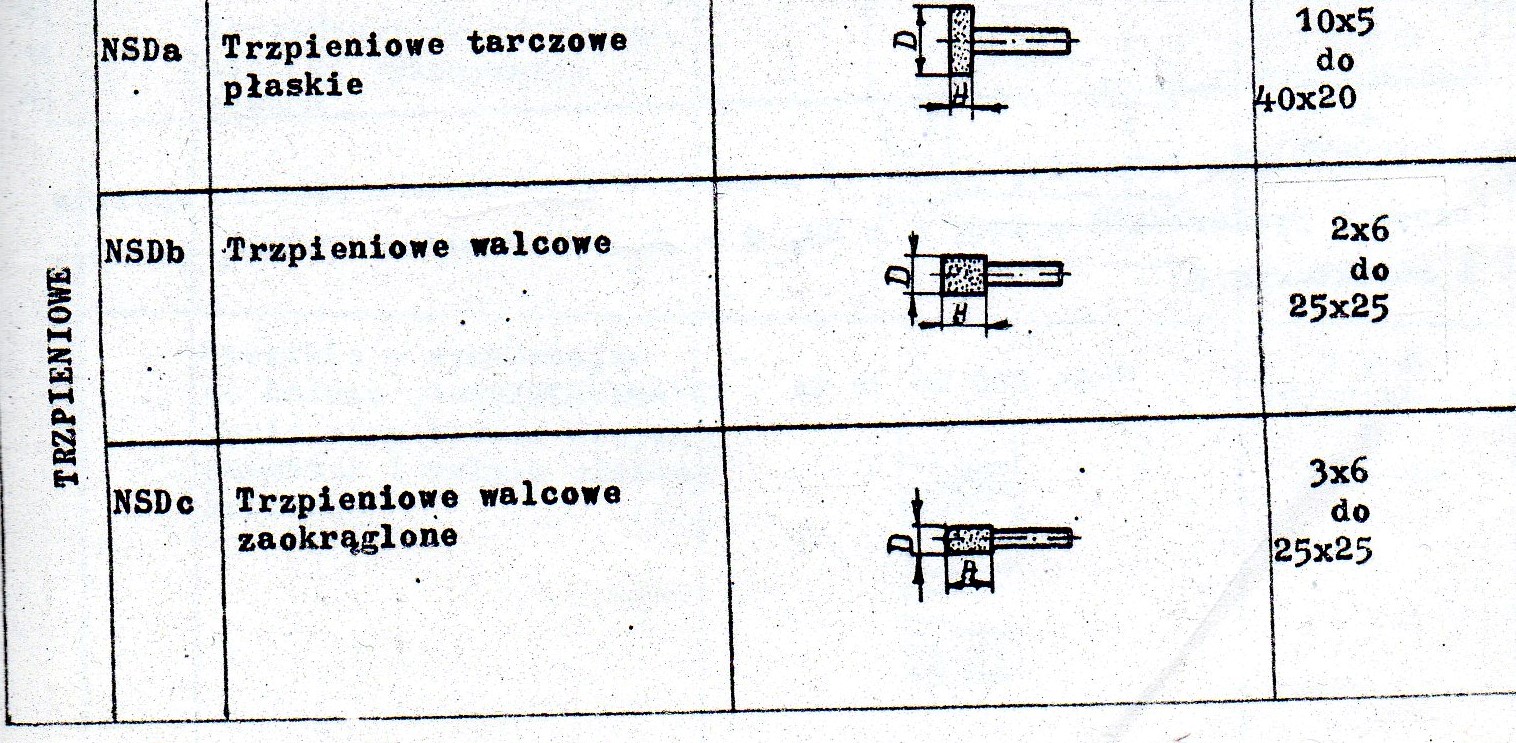 TRZPIENIOWE
NSDa
Trzpieniowe tarczowe
płaskie
D
H
10x5
do
40x20
NSDb
Trzpieniowe walcowe
D
H
2x6
do
25x25
NSDc
Trzpieniowe walcowe
zaokrąglone
D
H
3x6
do
25x25